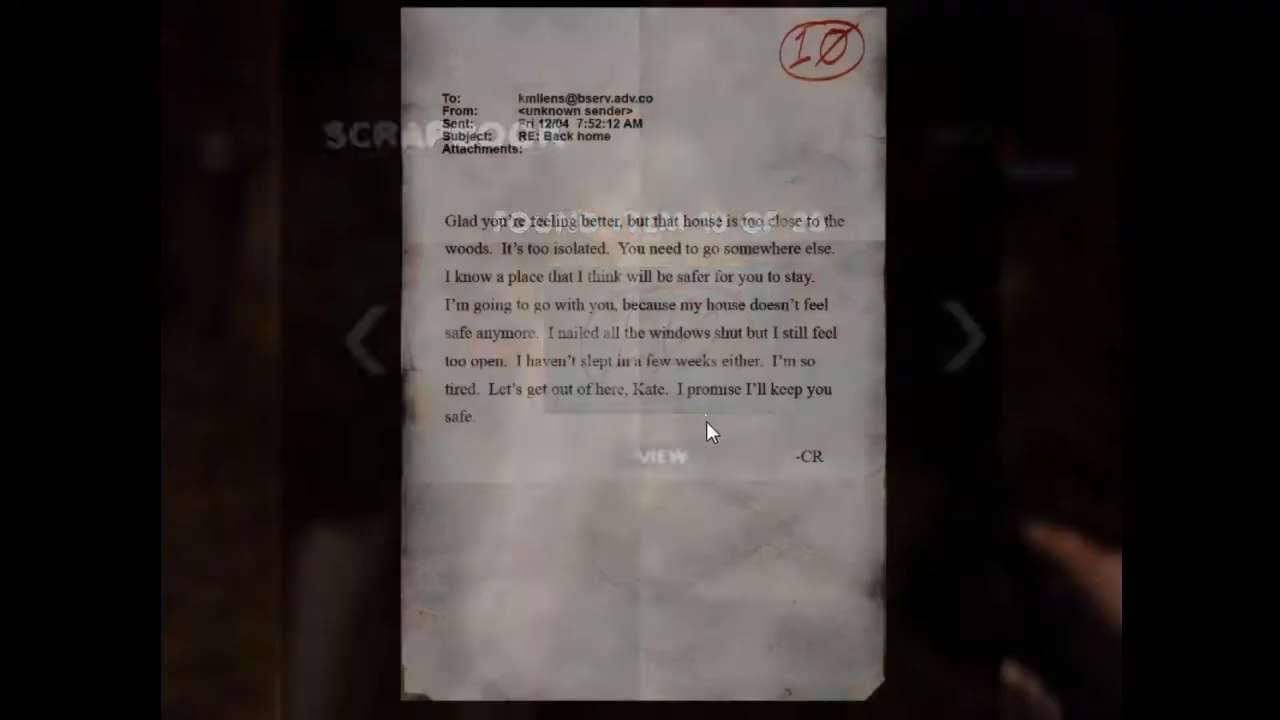 10
To: kmilens@bserv.adv.co
From: <unknown sender>
Sent: Fri 12/04 7:52:12 AM
Subject: RE: Back home
Attachments:
SCRAPBOOK
FOUND ITEM 10 OF
Glad you're feeling better, but that house is too close to the
woods. It's too isolated. You need to go somewhere else.
I know a place that I think will be safer for you to stay.
I'm going to go with you, because my house doesn't feel
safe anymore. I nailed all the windows shut but I still feel
too open. I haven't slept in a few weeks either. I'm so
tired. Let's get out of here, Kate. I promise I'll keep you
safe.
VIEW
-CR